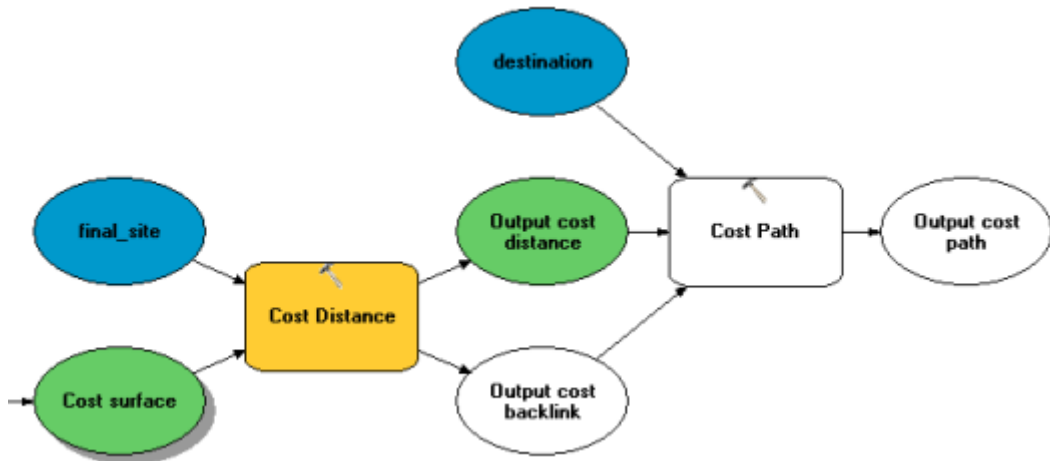 destination
final_site
Output cost
distance
Cost Path
Output cost
path
Cost Distance
Cost surface
Output cost
backlink